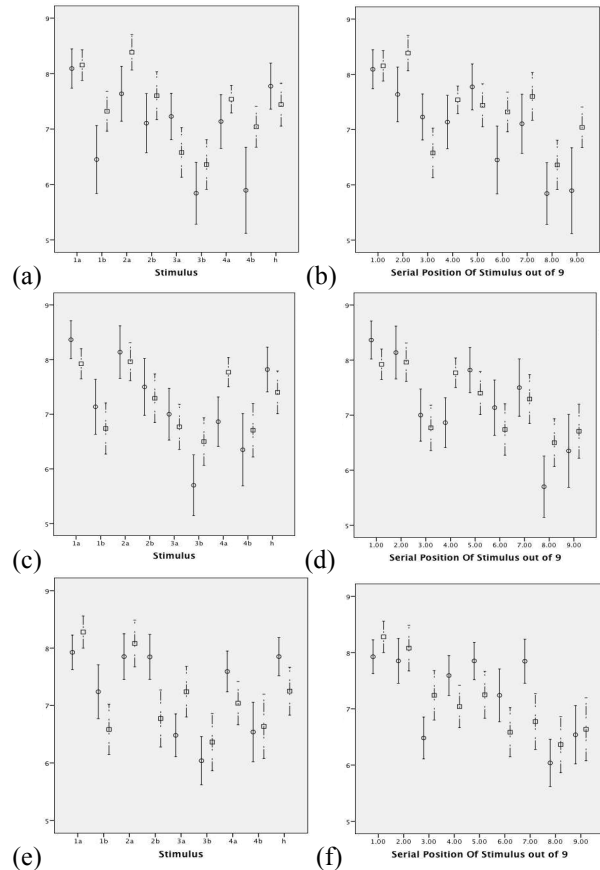 9
8
7
6
5
1a 1b 2a 2b 3a 3b 4a 4b h
Stimulus
(a)
9
8
7
6
5
1.00 2.00 3.00 4.00 5.00 6.00 7.00 8.00 9.00
Serial Position Of Stimulus out of 9
(b)
9
8
7
6
5
1a 1b 2a 2b 3a 3b 4a 4b h
Stimulus
(c)
9
8
7
6
5
1.00 2.00 3.00 4.00 5.00 6.00 7.00 8.00 9.00
Serial Position Of Stimulus out of 9
(d)
9
8
7
6
5
1a 1b 2a 2b 3a 3b 4a 4b h
Stimulus
(e)
9
8
7
6
5
1.00 2.00 3.00 4.00 5.00 6.00 7.00 8.00 9.00
Serial Position Of Stimulus out of 9
(f)